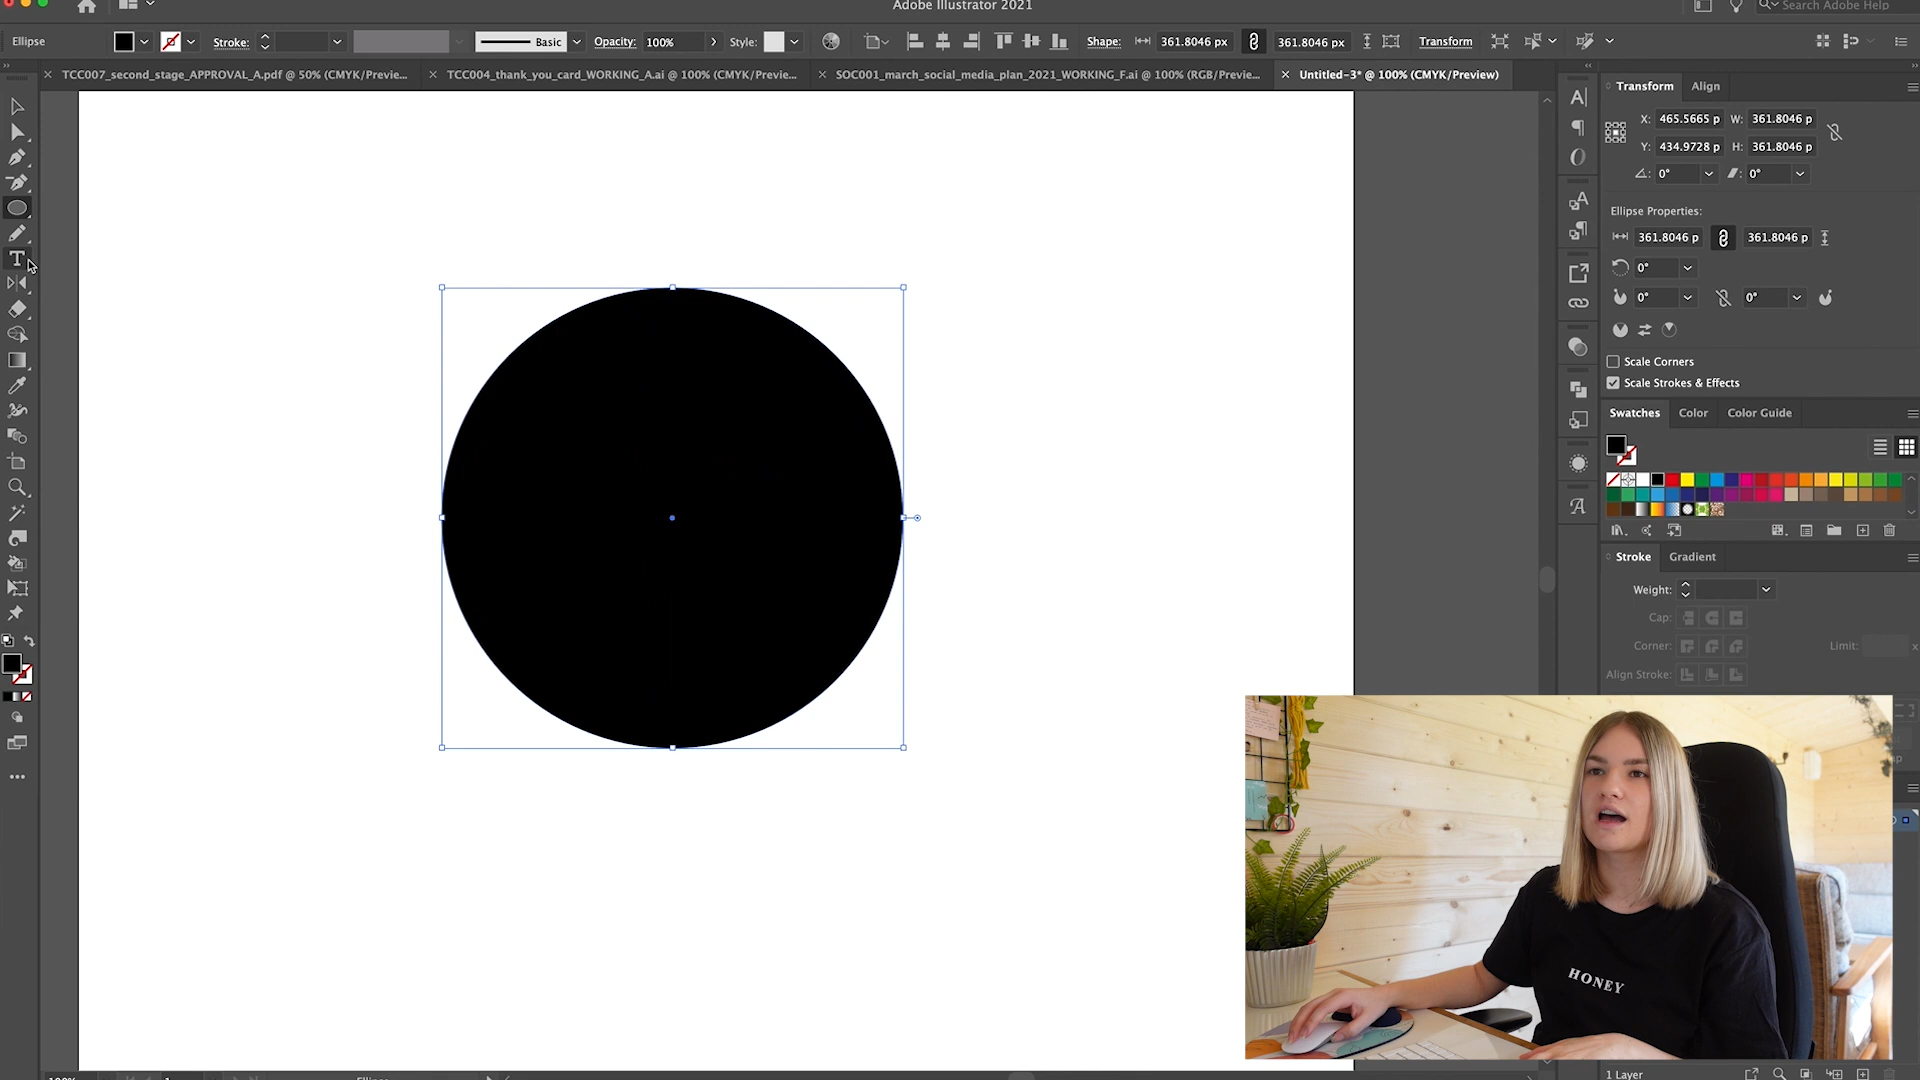 Adobe Illustrator 2021
Search Adobe Help
Ellipse
Stroke:
Basic
Opacity:
100%
Style:
Shape:
361.8046 px
361.8046 px
Transform
TCC007_second_stage_APPROVAL_A.pdf @ 50% (CMYK/Previe...
TCC004_thank_you_card_WORKING_A.ai @ 100% (CMYK/Previe...
SOC001_march_social_media_plan_2021_WORKING_F.ai @ 100% (RGB/Previe...
Untitled-3* @ 100% (CMYK/Preview)
Transform
Align
X: 465.5665 p
W: 361.8046 p
Y: 434.9728 p
H: 361.8046 p
0°
0°
Ellipse Properties:
361.8046 p
361.8046 p
0°
0°
0°
Scale Corners
Scale Strokes & Effects
Swatches
Color
Color Guide
Stroke
Gradient
Weight:
Cap:
Corner:
Limit:
x
Align Stroke:
HONEY
1 Layer